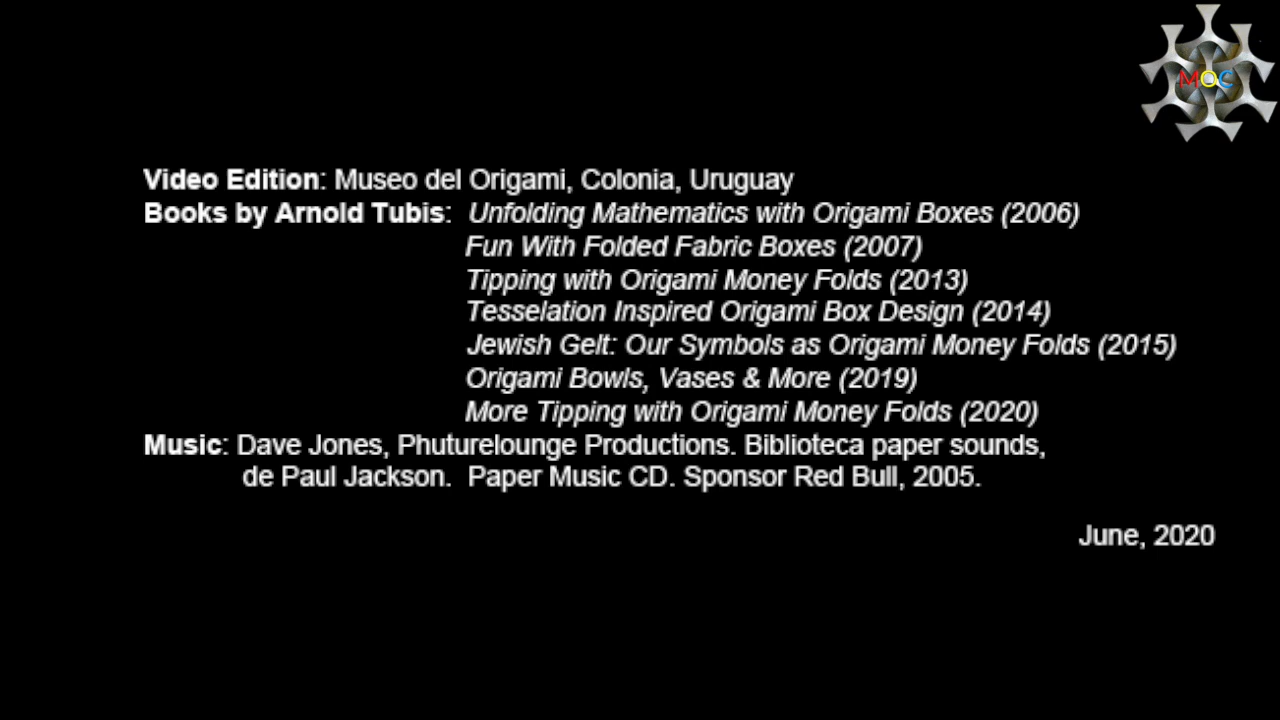 MOC
Video Edition: Museo del Origami, Colonia, Uruguay
Books by Arnold Tubis: Unfolding Mathematics with Origami Boxes (2006)
Fun With Folded Fabric Boxes (2007)
Tipping with Origami Money Folds (2013)
Tesselation Inspired Origami Box Design (2014)
Jewish Gelt: Our Symbols as Origami Money Folds (2015)
Origami Bowls, Vases & More (2019)
More Tipping with Origami Money Folds (2020)
Music: Dave Jones, Phuturelounge Productions. Biblioteca paper sounds,
de Paul Jackson. Paper Music CD. Sponsor Red Bull, 2005.
June, 2020